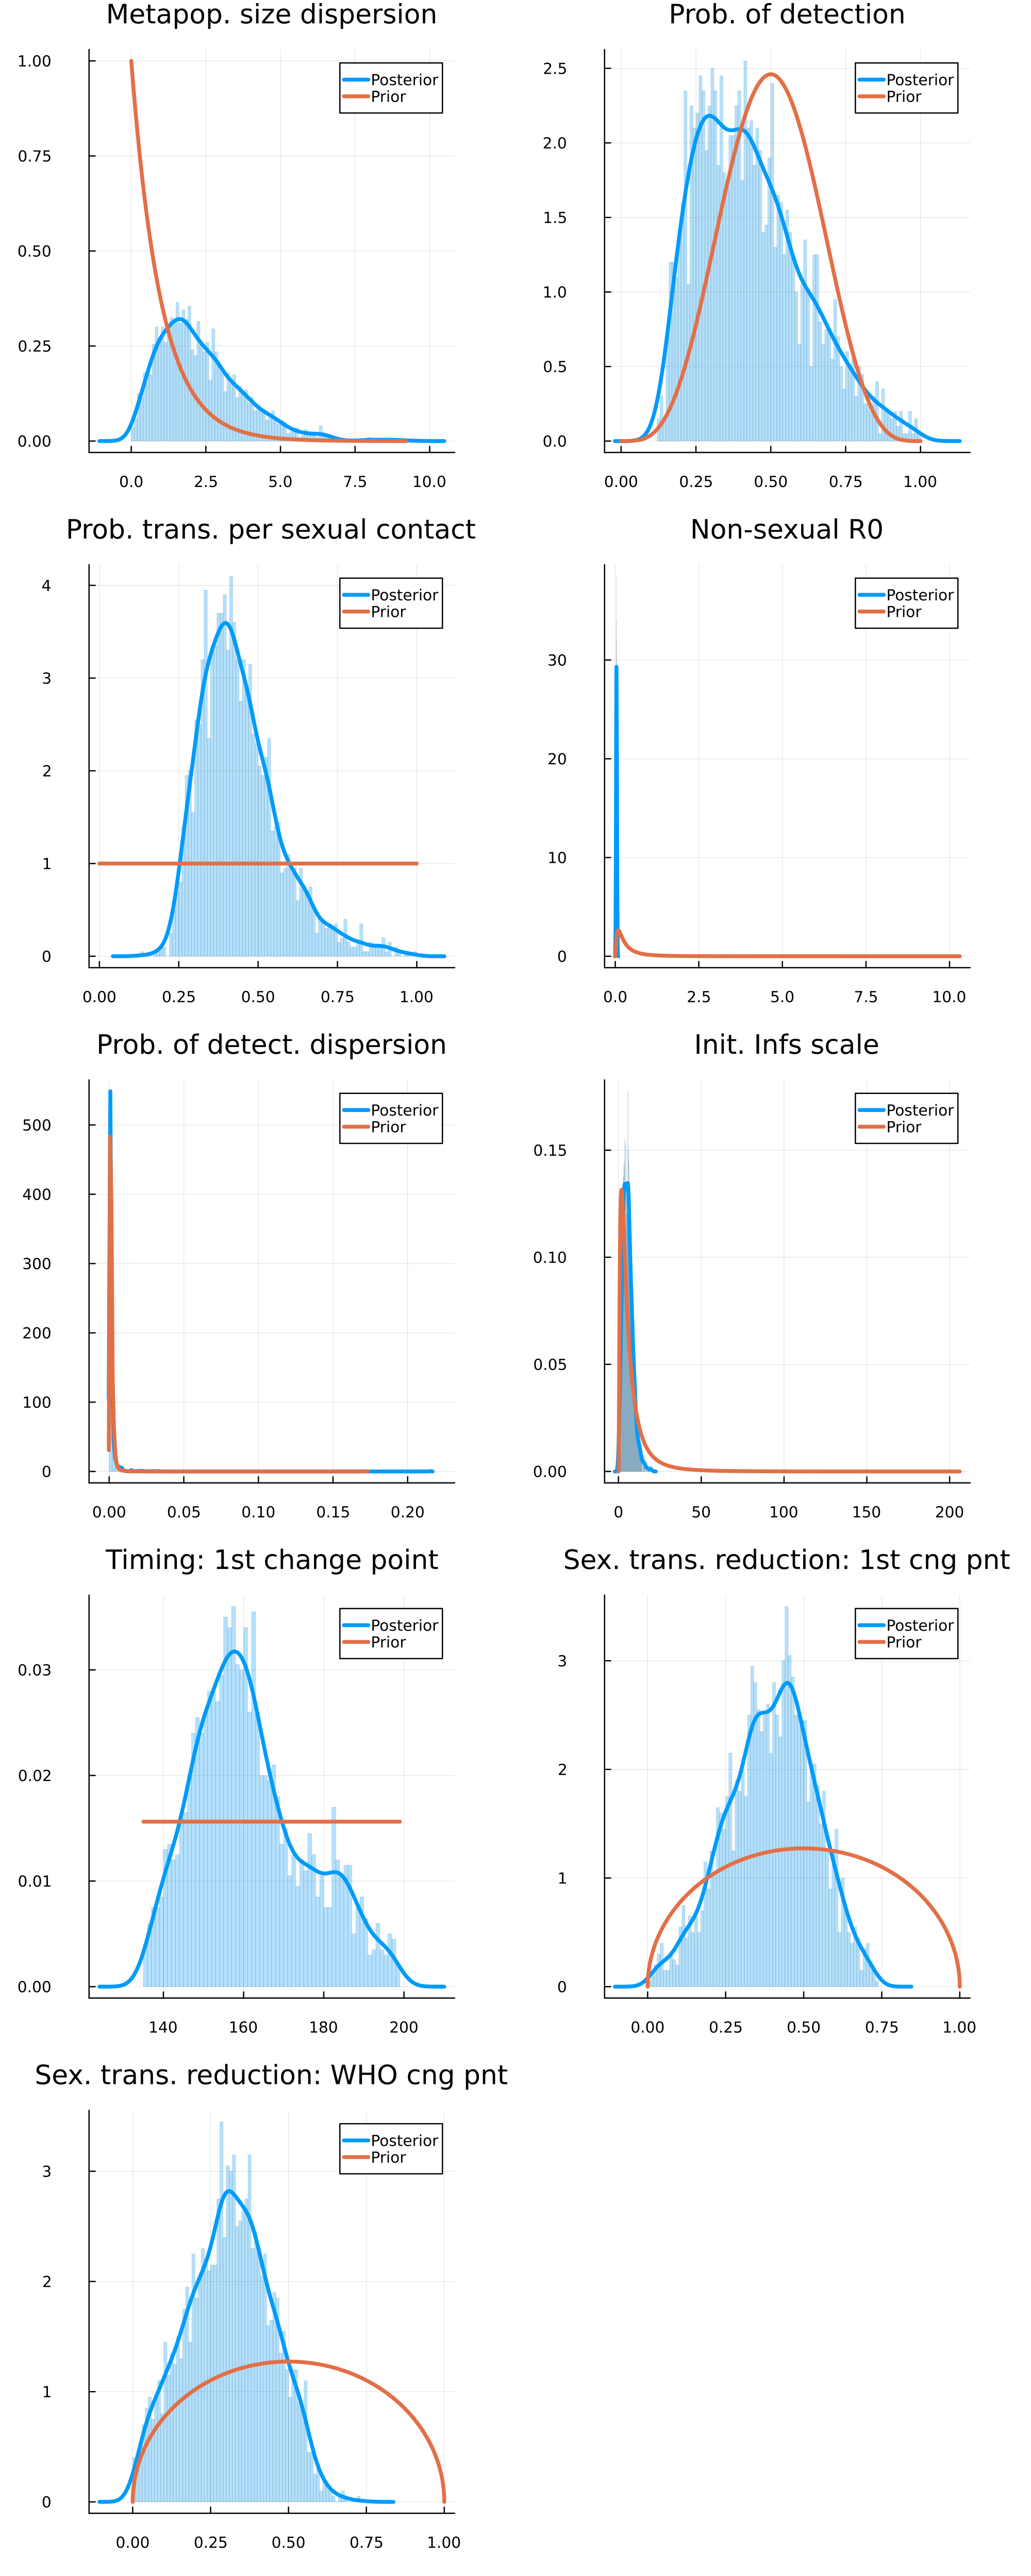 Metapop. size dispersion
1.00
0.75
0.50
0.25
0.00
0.0 2.5 5.0 7.5 10.0
Posterior
Prior
Prob. of detection
2.5
2.0
1.5
1.0
0.5
0.0
0.00 0.25 0.50 0.75 1.00
Posterior
Prior
Prob. trans. per sexual contact
4
3
2
1
0
0.00 0.25 0.50 0.75 1.00
Posterior
Prior
Non-sexual R0
30
20
10
0
0.0 2.5 5.0 7.5 10.0
Posterior
Prior
Prob. of detect. dispersion
500
400
300
200
100
0
0.00 0.05 0.10 0.15 0.20
Posterior
Prior
Init. Infs scale
0.15
0.10
0.05
0.00
0 50 100 150 200
Posterior
Prior
Timing: 1st change point
0.03
0.02
0.01
0.00
140 160 180 200
Posterior
Prior
Sex. trans. reduction: 1st cng pnt
3
2
1
0
0.00 0.25 0.50 0.75 1.00
Posterior
Prior
Sex. trans. reduction: WHO cng pnt
3
2
1
0
0.00 0.25 0.50 0.75 1.00
Posterior
Prior